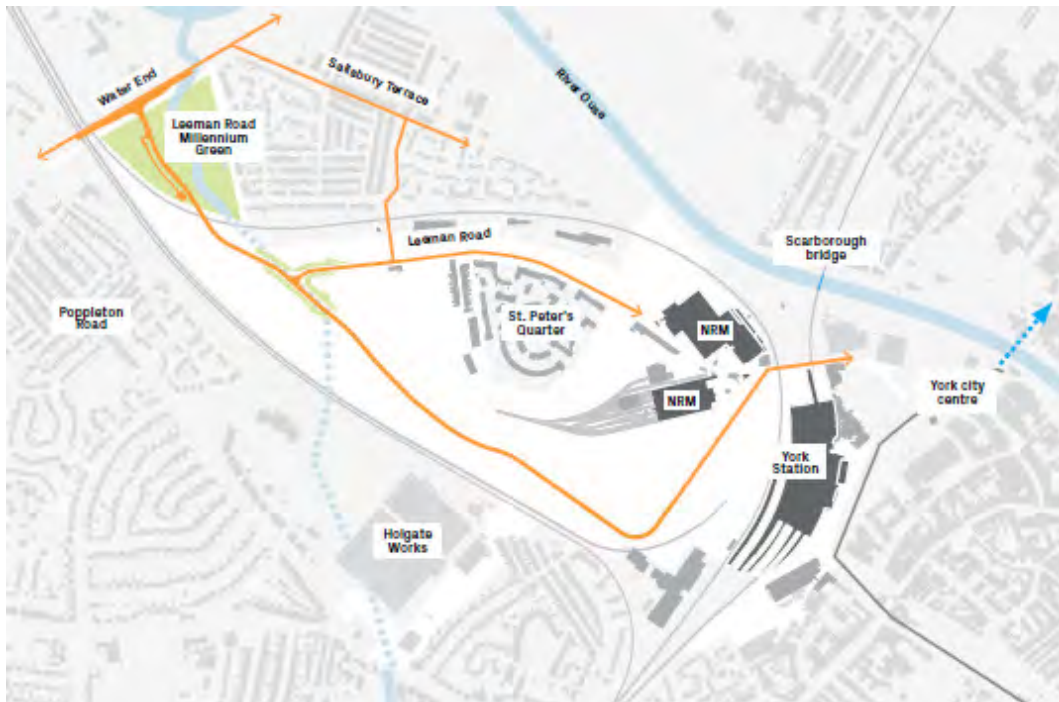 Water End
Salisbury Terrace
Leeman Road
Millennium
Green
River Ouse
Leeman Road
Scarborough
bridge
Poppleton
Road
St. Peter's
Quarter
NRM
NRM
York city
centre
York
Station
Holgate
Works